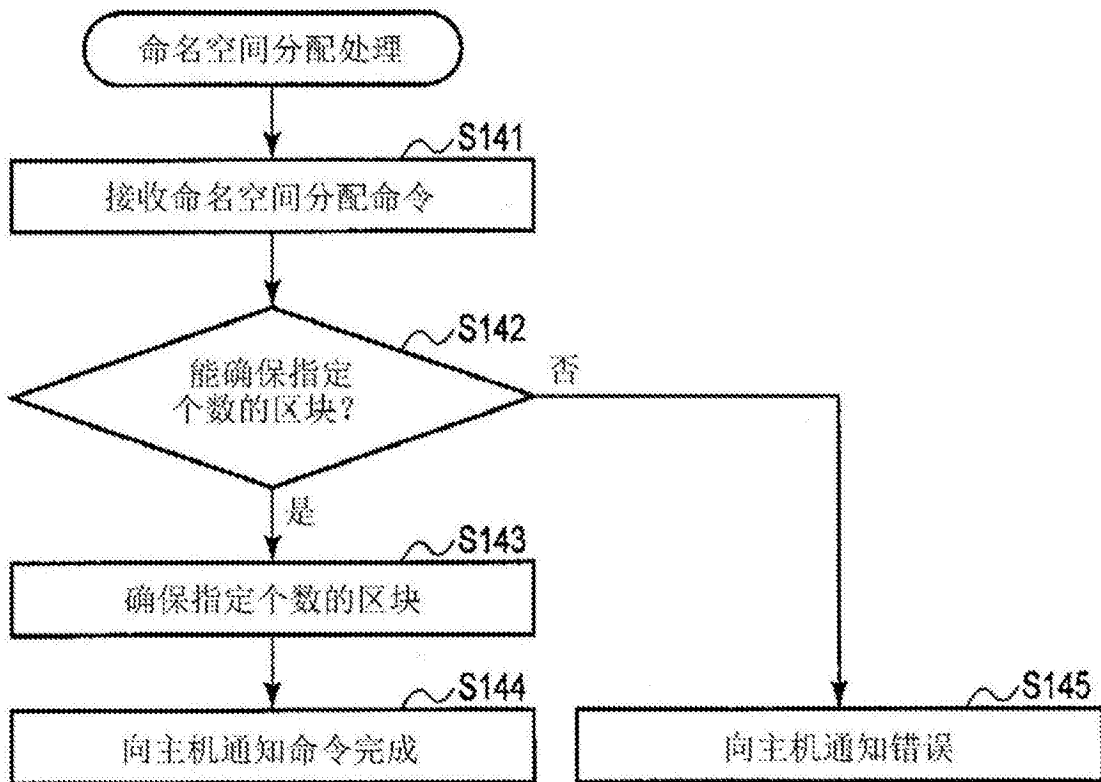 命名空间分配处理
S141
接收命名空间分配命令
S142
能确保指定
个数的区块?
否
是
S143
确保指定个数的区块
S144
向主机通知命令完成
S145
向主机通知错误